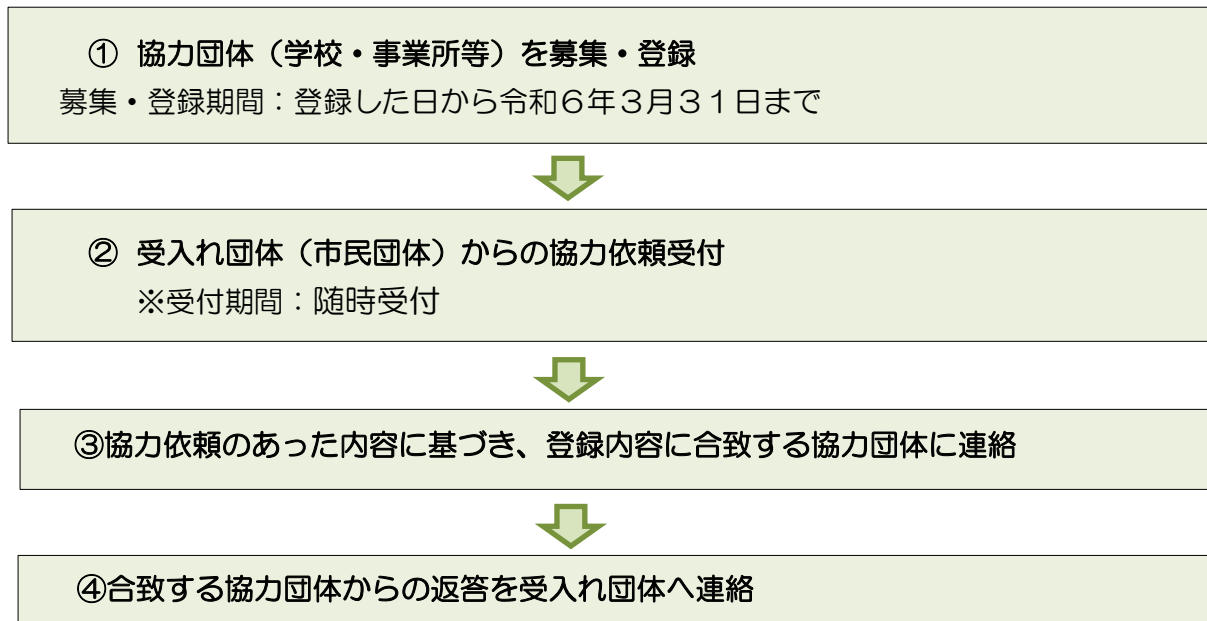 ① 協力団体（学校・事業所等）を募集・登録
募集・登録期間：登録した日から令和６年３月３１日まで
② 受入れ団体（市民団体）からの協力依頼受付
※受付期間：随時受付
③協力依頼のあった内容に基づき、登録内容に合致する協力団体に連絡
④合致する協力団体からの返答を受入れ団体へ連絡